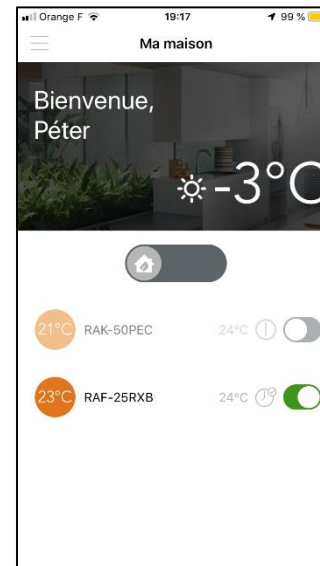 Orange F 19:17 99 %
Ma maison
Bienvenue,
Péter
-3°C
21°C RAK-50PEC 24°C
23°C RAF-25RXB 24°C